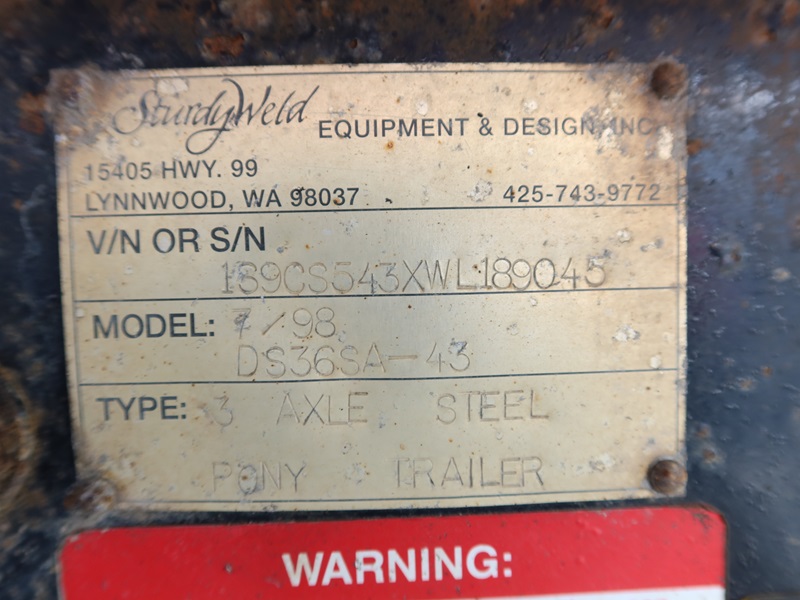 SturdyWeld EQUIPMENT & DESIGN, INC.
15405 HWY. 99
LYNNWOOD, WA 98037 425-743-9772
V/N OR S/N
1S9CS543XWL189045
MODEL: 7/98
DS36SA-43
TYPE: 3 AXLE STEEL
PONY TRAILER
WARNING: